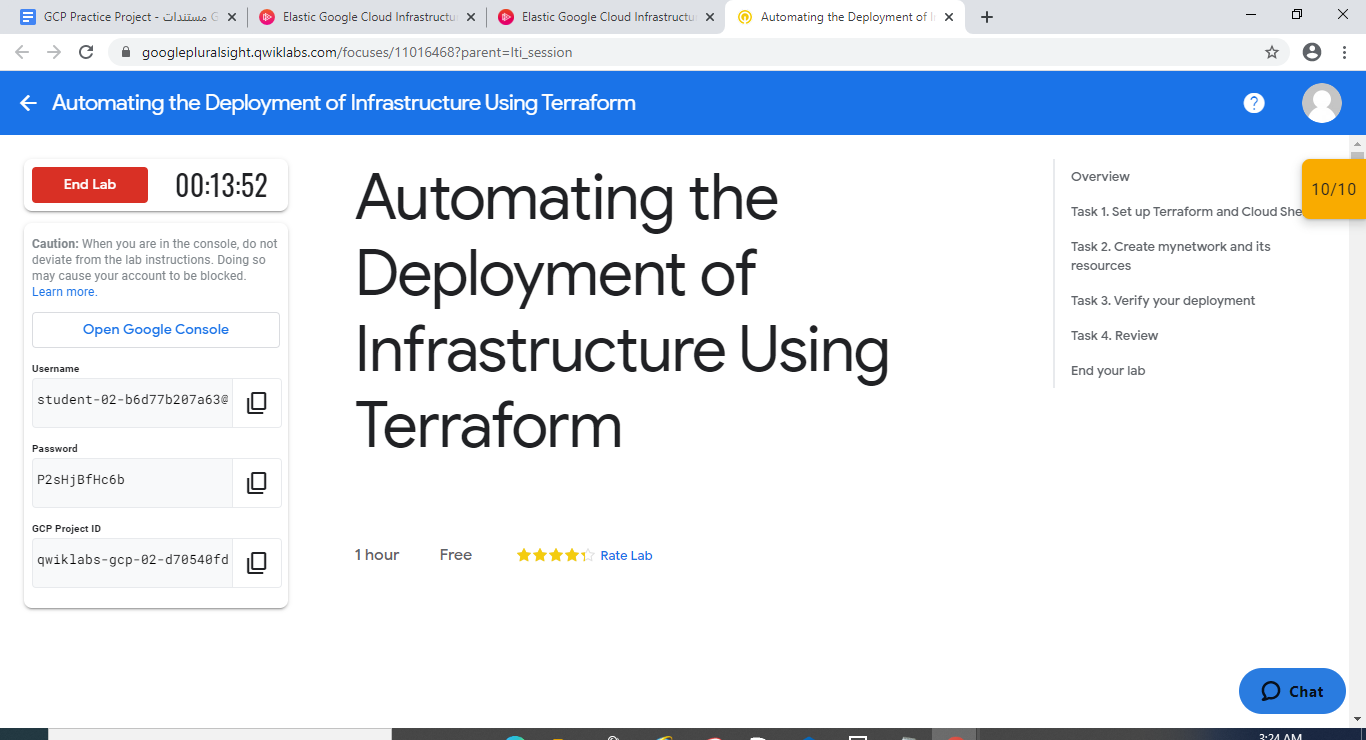 GCP Practice Project - مستندات G
Elastic Google Cloud Infrastructu
Elastic Google Cloud Infrastructu
Automating the Deployment of I
googlepluralsight.qwiklabs.com/focuses/11016468?parent=lti_session
Automating the Deployment of Infrastructure Using Terraform
?
End Lab
00:13:52
Caution: When you are in the console, do not
deviate from the lab instructions. Doing so
may cause your account to be blocked.
Learn more.
Open Google Console
Username
student-02-b6d77b207a63@
Password
P2sHjBfHc6b
GCP Project ID
qwiklabs-gcp-02-d70540fd
Automating the
Deployment of
Infrastructure Using
Terraform
1 hour
Free
Rate Lab
Overview
Task 1. Set up Terraform and Cloud She
Task 2. Create mynetwork and its
resources
Task 3. Verify your deployment
Task 4. Review
End your lab
10/10
Chat
3:24 AM